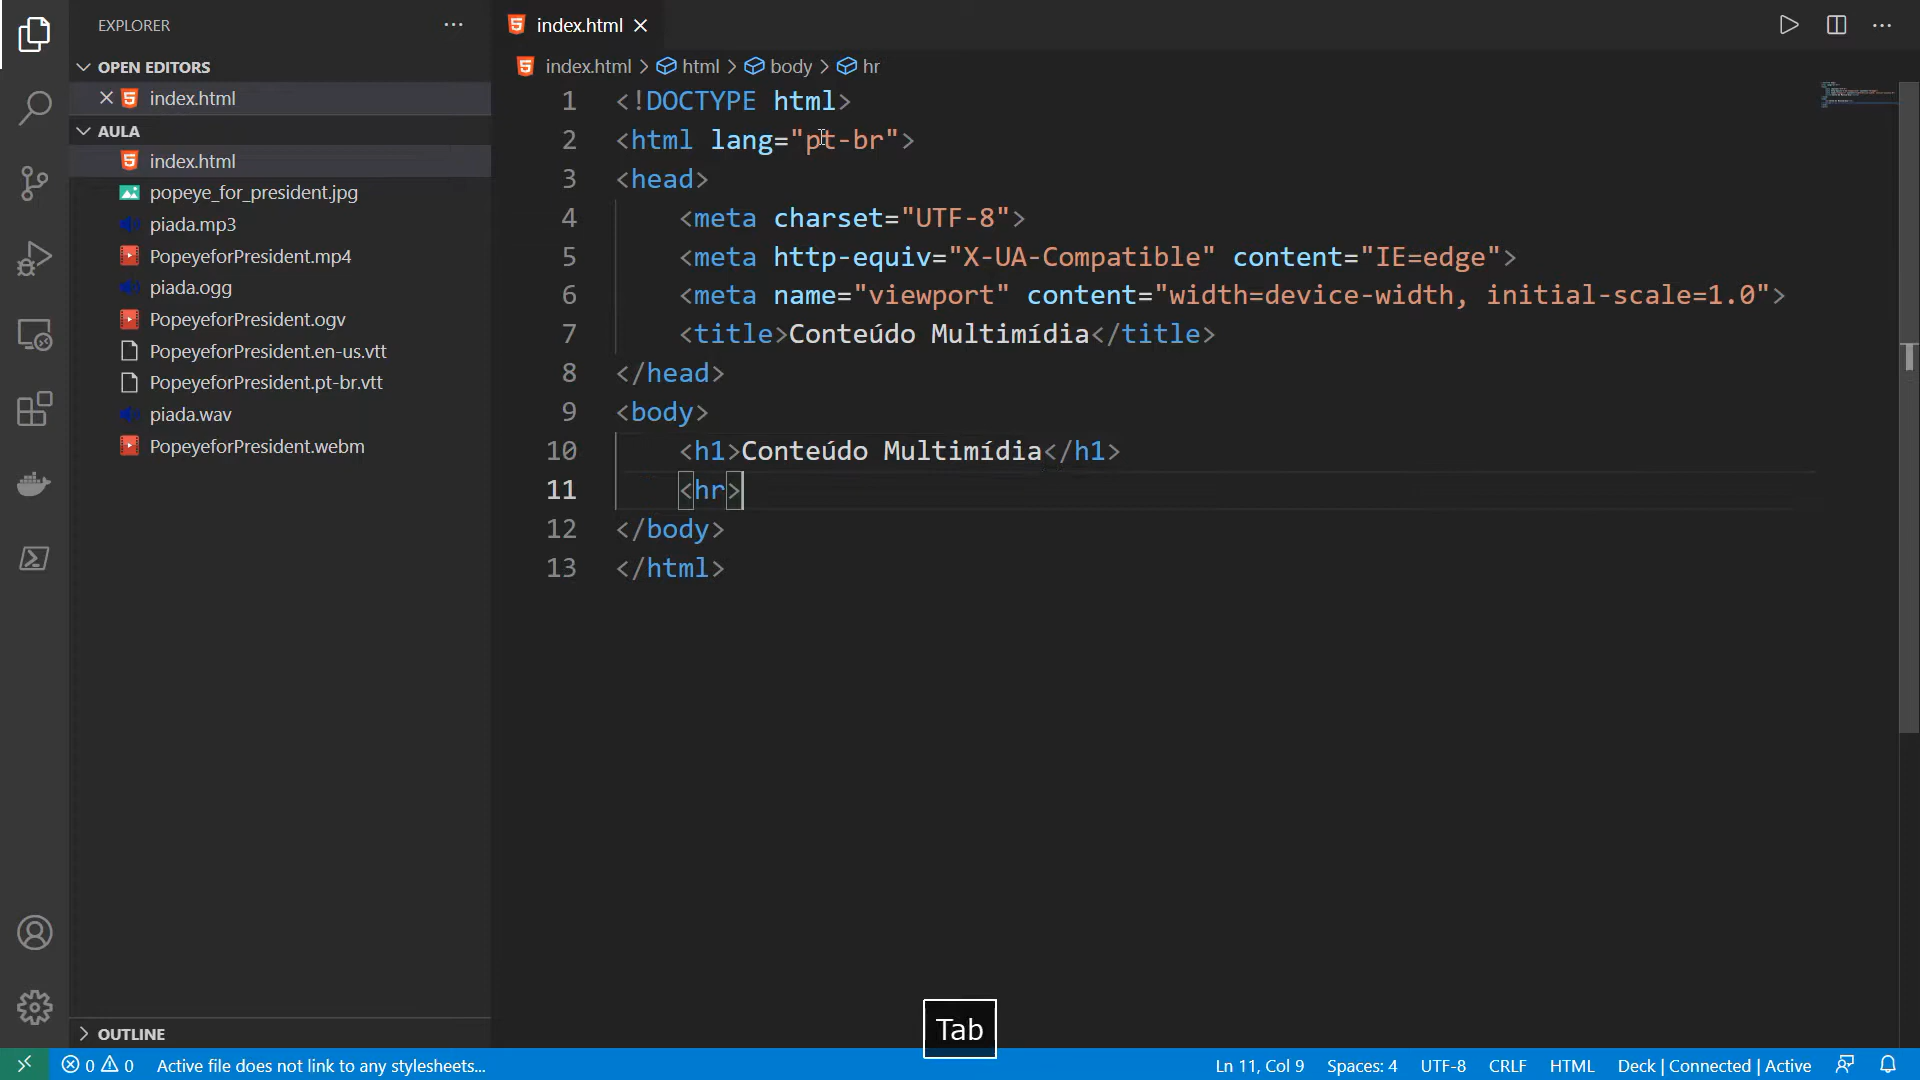 EXPLORER
OPEN EDITORS
index.html
AULA
index.html
popeye_for_president.jpg
piada.mp3
PopeyeforPresident.mp4
piada.ogg
PopeyeforPresident.ogv
PopeyeforPresident.en-us.vtt
PopeyeforPresident.pt-br.vtt
piada.wav
PopeyeforPresident.webm
OUTLINE
index.html
index.html > html > body > hr
1 <!DOCTYPE html>
2 <html lang="pt-br">
3 <head>
4     <meta charset="UTF-8">
5     <meta http-equiv="X-UA-Compatible" content="IE=edge">
6     <meta name="viewport" content="width=device-width, initial-scale=1.0">
7     <title>Conteúdo Multimídia</title>
8 </head>
9 <body>
10     <h1>Conteúdo Multimídia</h1>
11     <hr>
12 </body>
13 </html>
Tab
0 0 Active file does not link to any stylesheets... Ln 11, Col 9 Spaces: 4 UTF-8 CRLF HTML Deck | Connected | Active